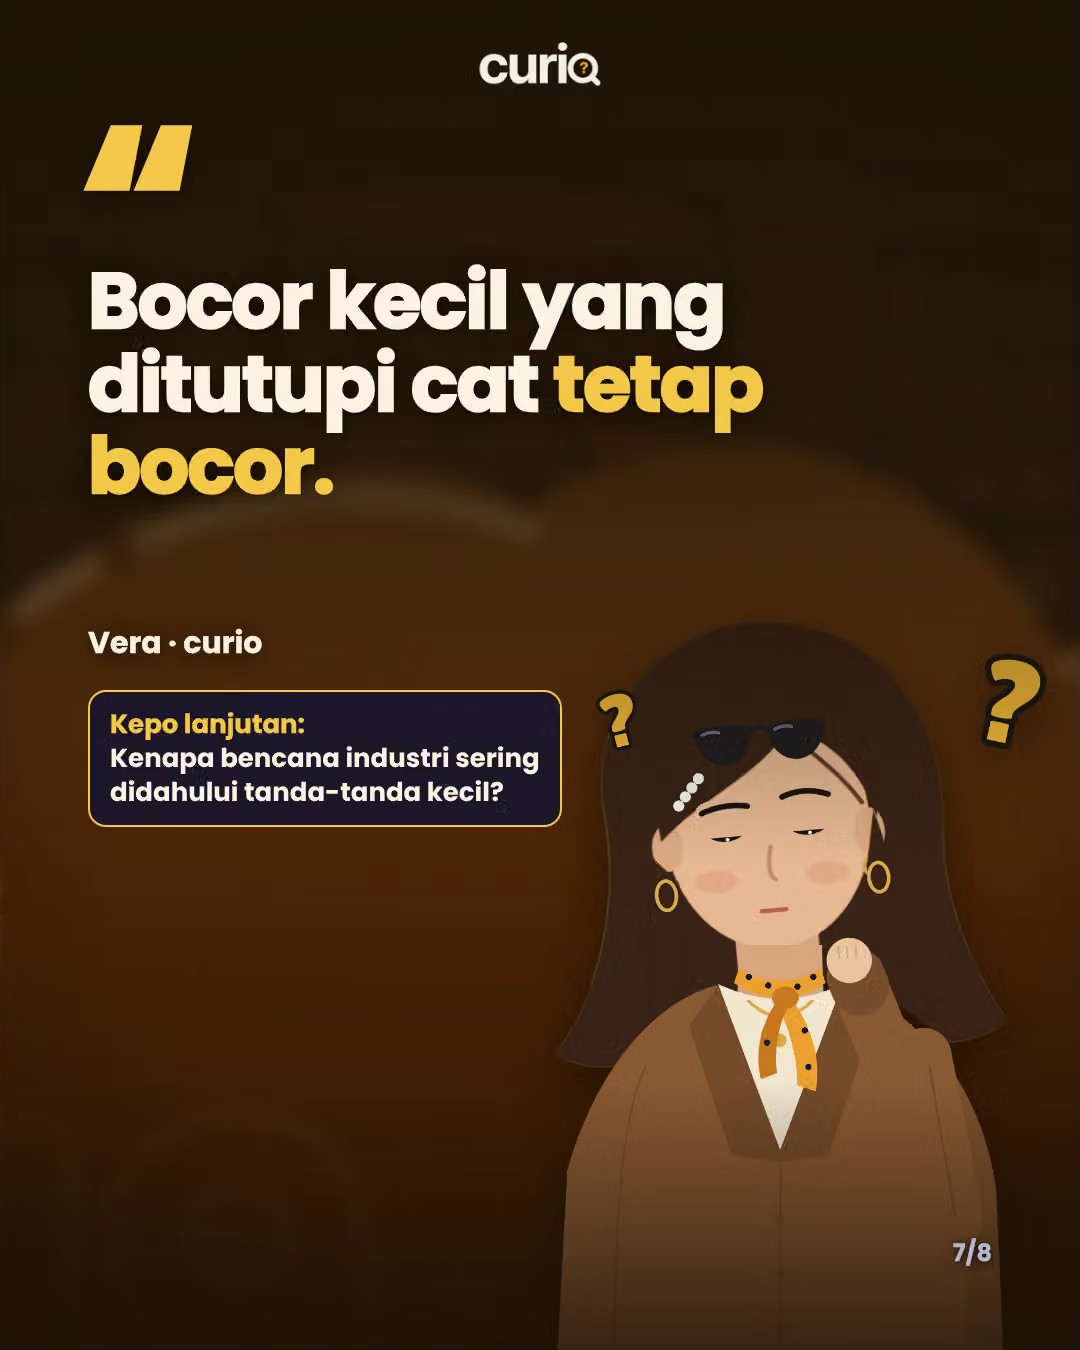 curio
Bocor kecil yang
ditutupi cat tetap
bocor.
Vera · curio
Kepo lanjutan:
Kenapa bencana industri sering
didahului tanda-tanda kecil?
?
?
7/8